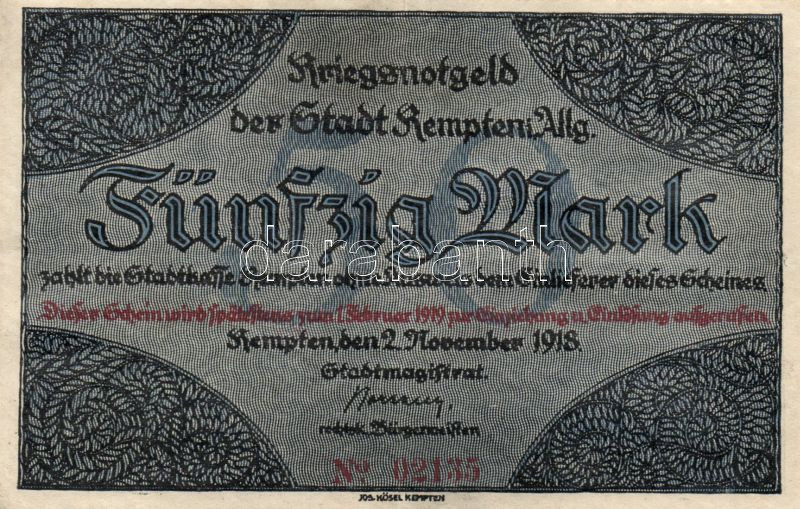 Kriegsnotgeld
der Stadt Kempten i. Allg.
50
Fünfzig Mark
zahlt die Stadtkasse Kempten ohne Ausweis dem Einlieferer dieses Scheines
Dieser Schein wird spätestens zum 1. Februar 1919 zur Einziehung u. Einlösung aufgerufen.
Kempten, den 2. November 1918.
Stadtmagistrat.
rechtsk. Bürgermeister
No 02135
JOS. KÖSEL KEMPTEN
darabanth